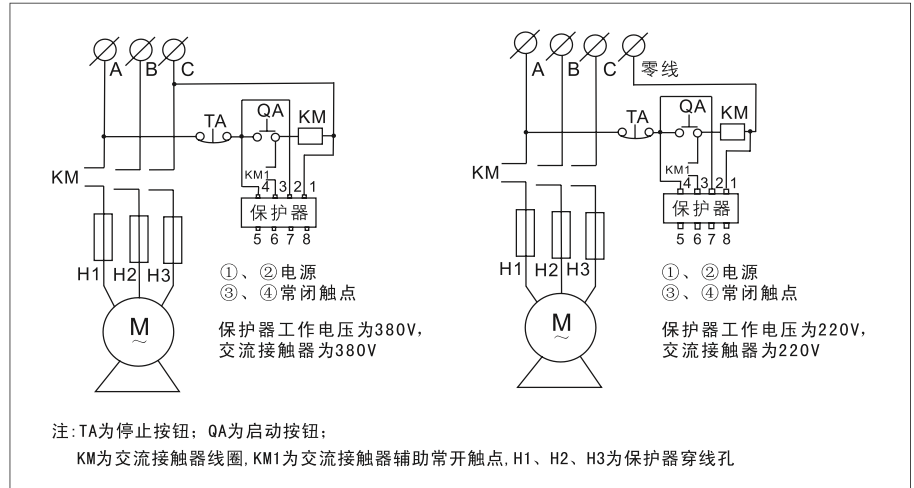 A B C
TA QA KM
KM
KM1
4 3 2 1
保护器
5 6 7 8
H1 H2 H3
M
~
①、②电源
③、④常闭触点
保护器工作电压为380V，
交流接触器为380V
A B C 零线
TA QA KM
KM
KM1
4 3 2 1
保护器
5 6 7 8
H1 H2 H3
M
~
①、②电源
③、④常闭触点
保护器工作电压为220V，
交流接触器为220V
注:TA为停止按钮；QA为启动按钮；
KM为交流接触器线圈,KM1为交流接触器辅助常开触点,H1、H2、H3为保护器穿线孔